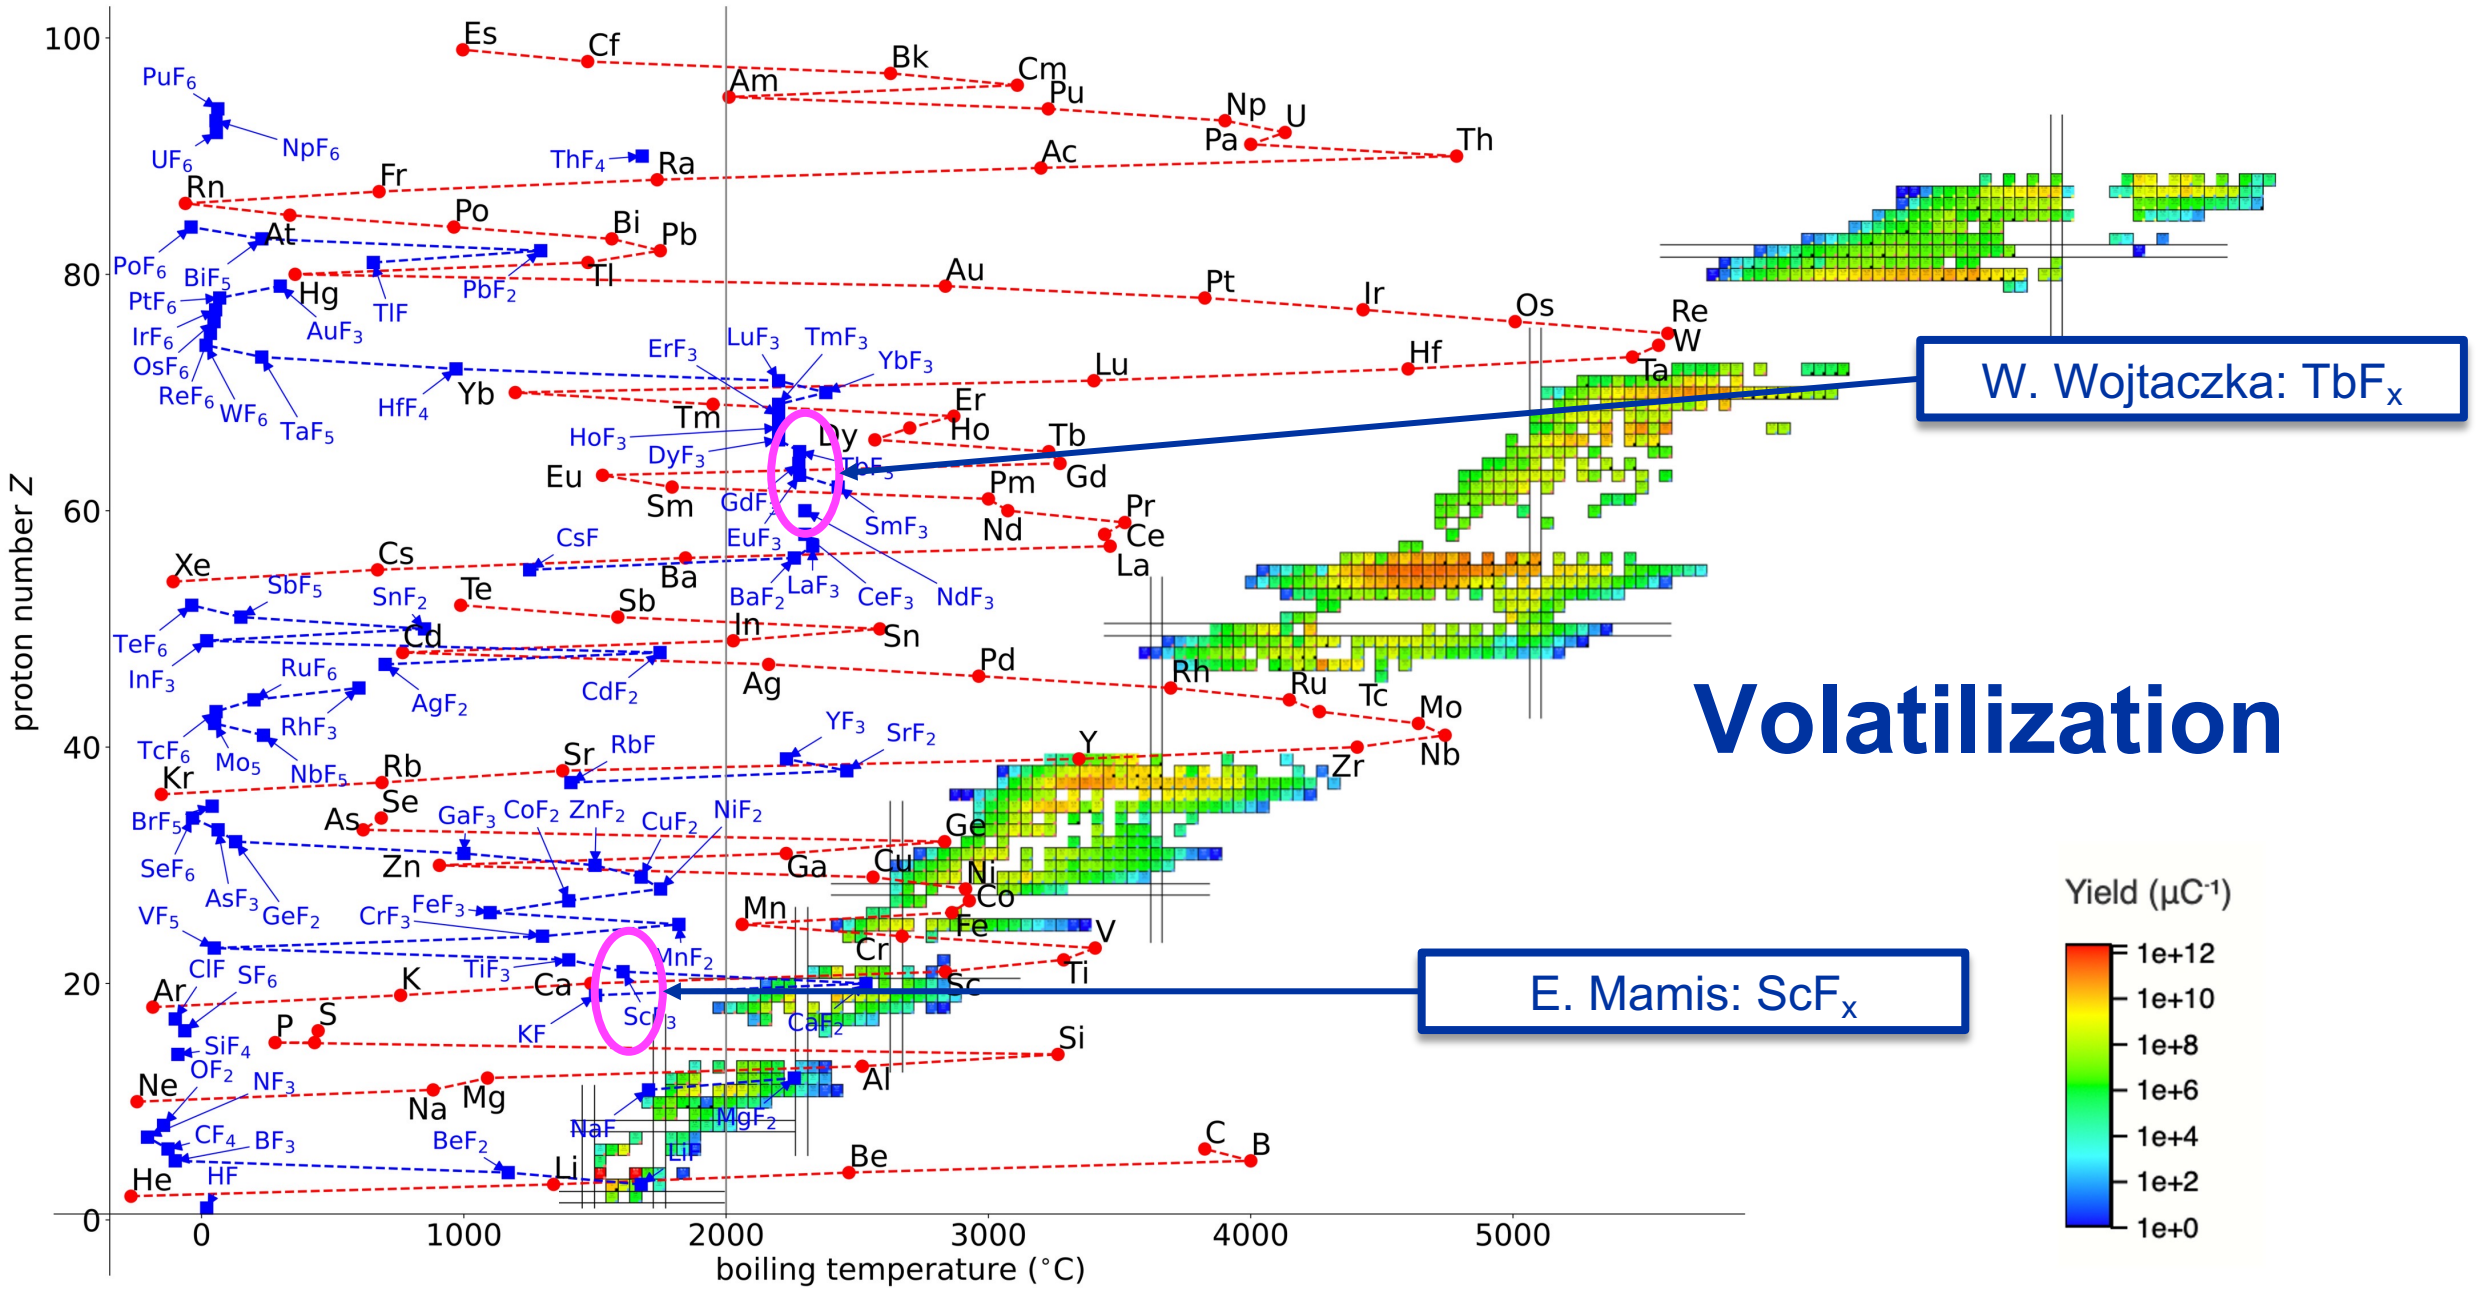 100
80
60
40
20
0
proton number Z
0 1000 2000 3000 4000 5000
boiling temperature (°C)
Es
Cf
Bk
Cm
Am
Pu
Np
U
Pa
Th
Ac
Ra
Fr
Rn
At
Po
Bi
Pb
Tl
Hg
Au
Pt
Ir
Os
Re
W
Ta
Hf
Lu
Yb
Tm
Er
Ho
Dy
Tb
Gd
Eu
Sm
Pm
Nd
Pr
Ce
La
Ba
Cs
Xe
Te
Sb
Sn
In
Cd
Ag
Pd
Rh
Ru
Tc
Mo
Nb
Zr
Y
Sr
Rb
Kr
Se
As
Ge
Ga
Zn
Cu
Ni
Co
Fe
Mn
Cr
V
Ti
Sc
Ca
K
Ar
S
P
Si
Al
Mg
Na
Ne
C
B
Be
Li
He
PuF₆
NpF₆
UF₆
ThF₄
PoF₆
BiF₅
PbF₂
TlF
PtF₆
AuF₃
IrF₆
OsF₆
ReF₆
WF₆
TaF₅
HfF₄
LuF₃
TmF₃
YbF₃
ErF₃
HoF₃
DyF₃
TbF₃
GdF₃
EuF₃
SmF₃
NdF₃
CeF₃
LaF₃
BaF₂
CsF
SbF₅
SnF₂
TeF₆
InF₃
CdF₂
AgF₂
RuF₆
RhF₃
TcF₆
Mo₅
NbF₅
YF₃
SrF₂
RbF
BrF₅
SeF₆
AsF₃
GeF₂
GaF₃
CoF₂
ZnF₂
CuF₂
NiF₂
FeF₃
CrF₃
MnF₂
VF₅
TiF₃
ScF₃
CaF₂
KF
ClF
SF₆
SiF₄
OF₂
NF₃
CF₄
BF₃
BeF₂
NaF
MgF₂
LiF
HF
W. Wojtaczka: TbFₓ
Volatilization
E. Mamis: ScFₓ
Yield (µC⁻¹)
1e+12
1e+10
1e+8
1e+6
1e+4
1e+2
1e+0